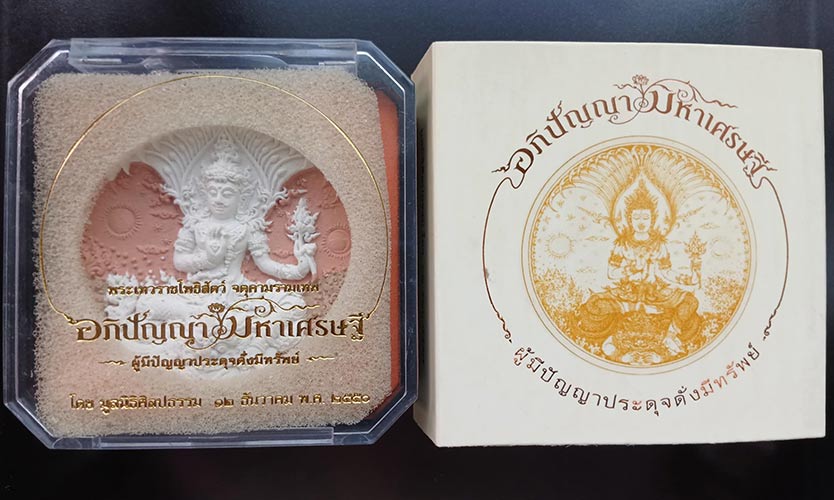 พระเทวราชโพธิสัตว์ จตุคามรามเทพ
อภิปัญญามหาเศรษฐี
ผู้มีปัญญาประดุจดั่งมีทรัพย์
โดย มูลนิธิศิลปธรรม ๑๒ ธันวาคม พ.ศ. ๒๕๕๐
อภิปัญญามหาเศรษฐี
ผู้มีปัญญาประดุจดั่งมีทรัพย์